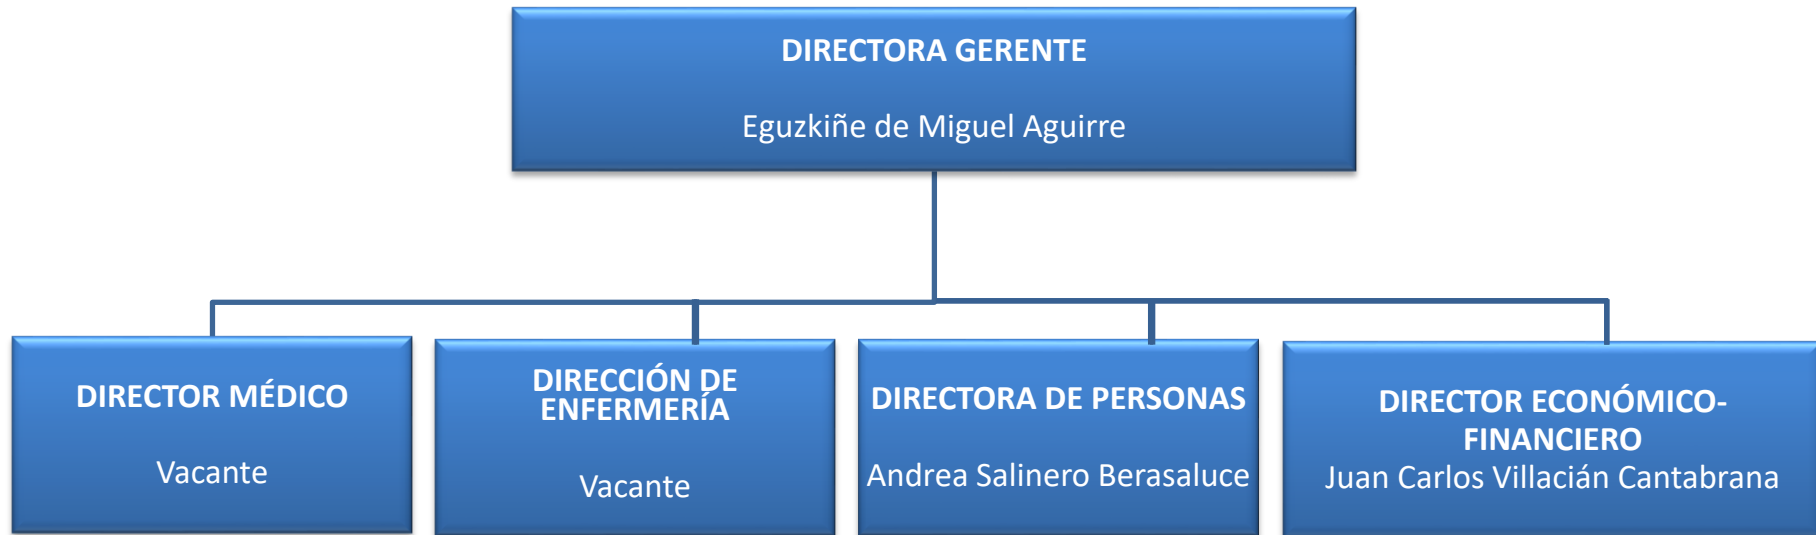 DIRECTORA GERENTE
Eguzkiñe de Miguel Aguirre
DIRECTOR MÉDICO
Vacante
DIRECCIÓN DE
ENFERMERÍA
Vacante
DIRECTORA DE PERSONAS
Andrea Salinero Berasaluce
DIRECTOR ECONÓMICO-
FINANCIERO
Juan Carlos Villacián Cantabrana